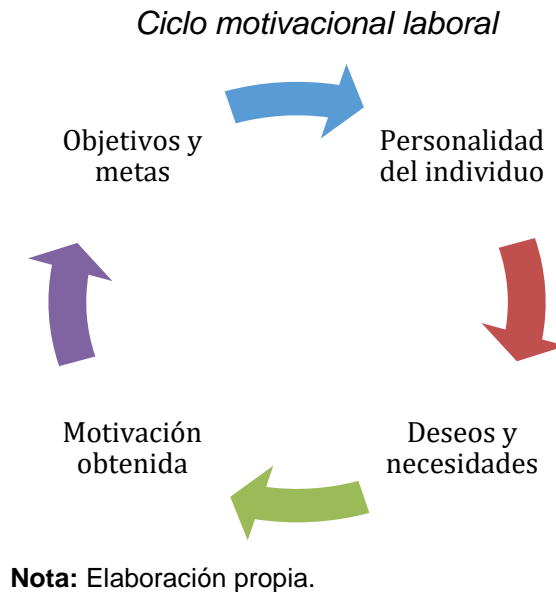 Ciclo motivacional laboral
Objetivos y
metas
Personalidad
del individuo
Motivación
obtenida
Deseos y
necesidades
Nota: Elaboración propia.